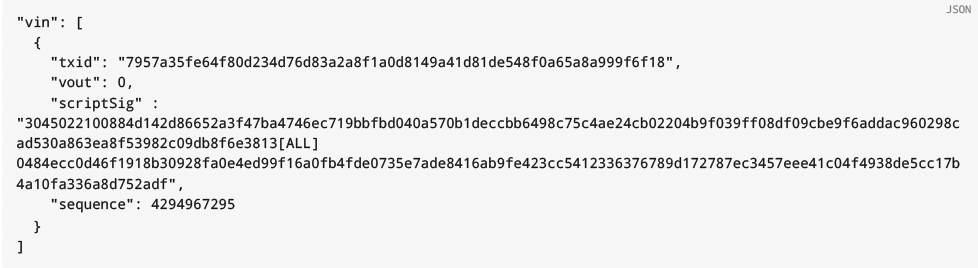 JSON
"vin": [
  {
    "txid": "7957a35fe64f80d234d76d83a2a8f1a0d8149a41d81de548f0a65a8a999f6f18",
    "vout": 0,
    "scriptSig" :
"3045022100884d142d86652a3f47ba4746ec719bbfbd040a570b1deccbb6498c75c4ae24cb02204b9f039ff08df09cbe9f6addac960298c
ad530a863ea8f53982c09db8f6e3813[ALL]
0484ecc0d46f1918b30928fa0e4ed99f16a0fb4fde0735e7ade8416ab9fe423cc5412336376789d172787ec3457eee41c04f4938de5cc17b
4a10fa336a8d752adf",
    "sequence": 4294967295
  }
]